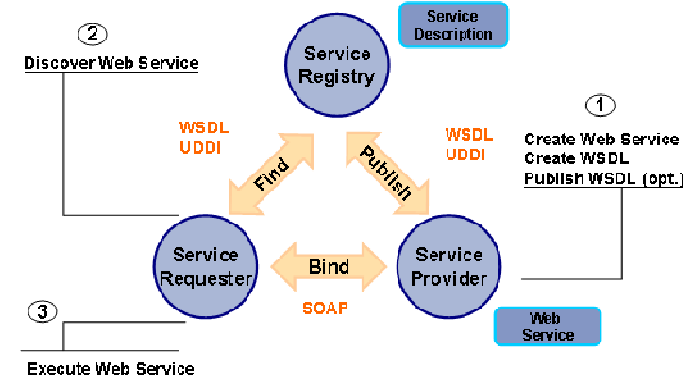 2
Discover Web Service
Service
Registry
Service
Description
1
Create Web Service
Create WSDL
Publish WSDL (opt.)
WSDL
UDDI
WSDL
UDDI
Find
Publish
Service
Requester
Bind
SOAP
Service
Provider
Web
Service
3
Execute Web Service